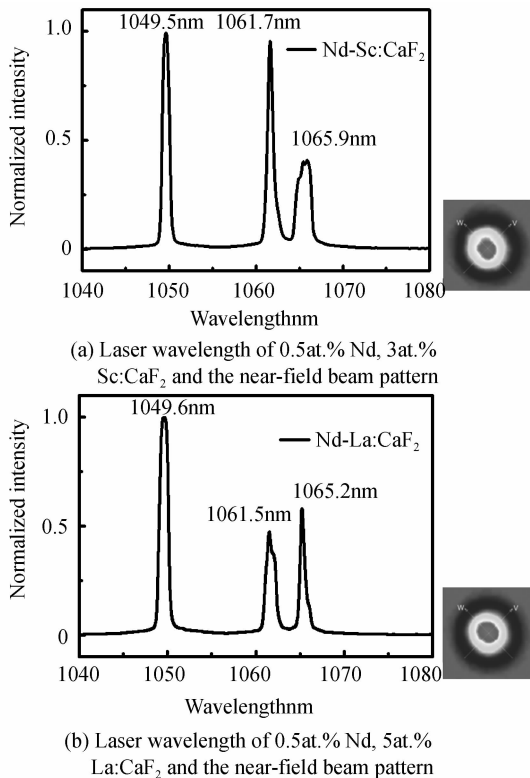 1049.5nm 1061.7nm
1.0
Nd-Sc:CaF₂
1065.9nm
0.5
0
Normalized intensity
1040 1050 1060 1070 1080
Wavelengthnm
W V
(a) Laser wavelength of 0.5at.% Nd, 3at.%
Sc:CaF₂ and the near-field beam pattern
1049.6nm
1.0
Nd-La:CaF₂
1065.2nm
1061.5nm
0.5
0
Normalized intensity
1040 1050 1060 1070 1080
Wavelengthnm
W V
(b) Laser wavelength of 0.5at.% Nd, 5at.%
La:CaF₂ and the near-field beam pattern